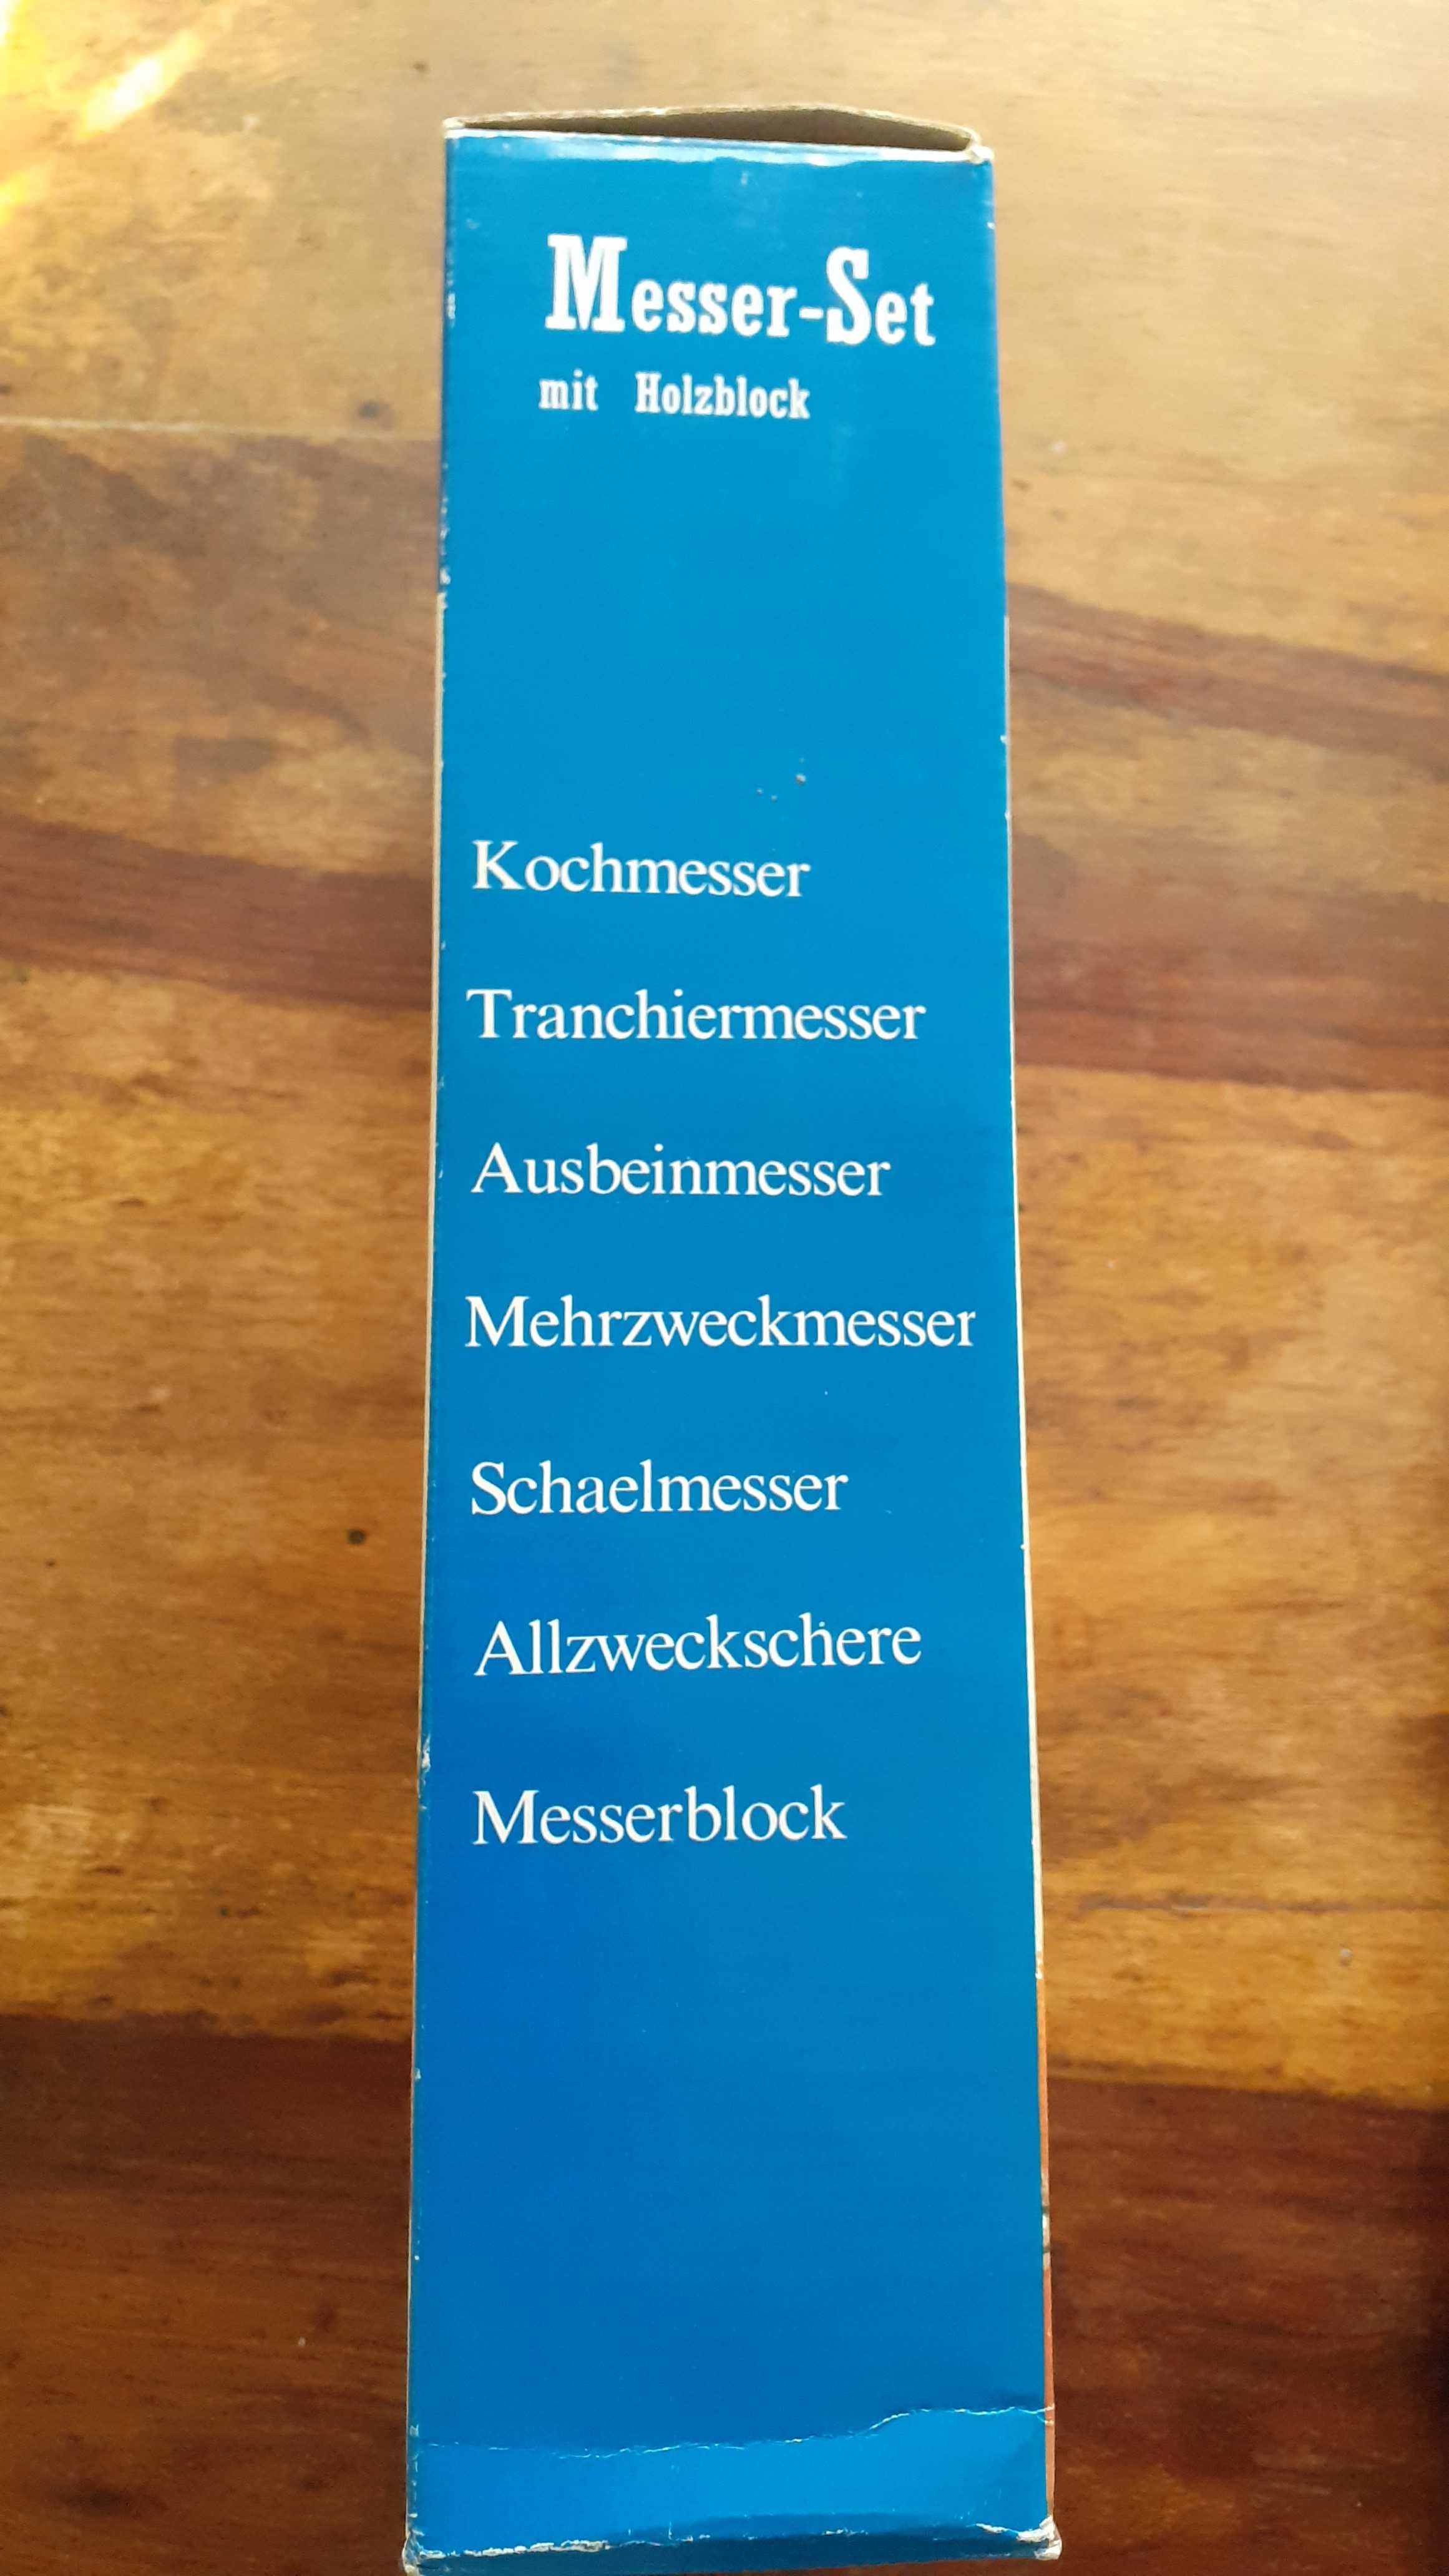 Messer-Set
mit Holzblock
Kochmesser
Tranchiermesser
Ausbeinmesser
Mehrzweckmesser
Schaelmesser
Allzweckschere
Messerblock